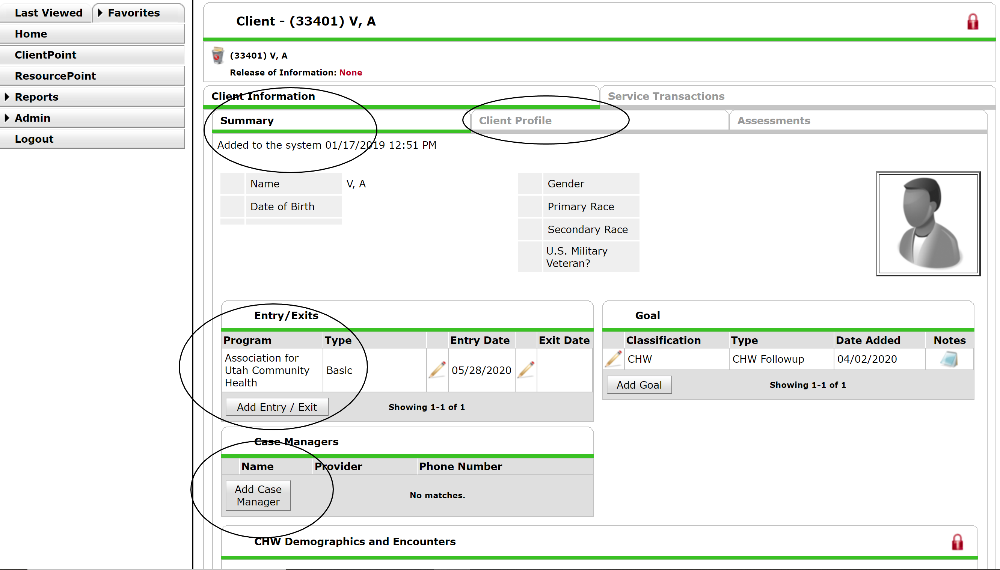 Last Viewed
Favorites
Home
ClientPoint
ResourcePoint
Reports
Admin
Logout
Client - (33401) V, A
(33401) V, A
Release of Information: None
Client Information
Service Transactions
Summary
Client Profile
Assessments
Added to the system 01/17/2019 12:51 PM
Name V, A
Date of Birth
Gender
Primary Race
Secondary Race
U.S. Military
Veteran?
Entry/Exits
Program Type Entry Date Exit Date
Association for
Utah Community
Health
Basic
05/28/2020
Add Entry / Exit
Showing 1-1 of 1
Goal
Classification Type Date Added Notes
CHW CHW Followup 04/02/2020
Add Goal
Showing 1-1 of 1
Case Managers
Name Provider Phone Number
Add Case
Manager
No matches.
CHW Demographics and Encounters